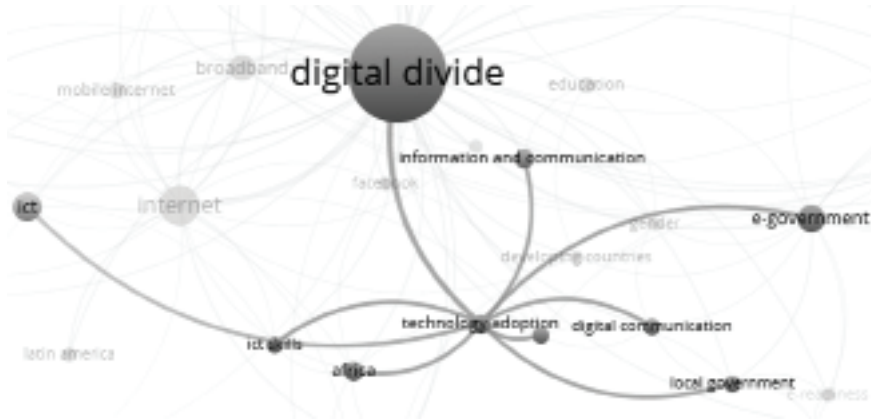 digital divide
broadband
mobile internet
education
information and communication
facebook
ict
internet
gender
e-government
developing countries
technology adoption
digital communication
ict skills
latin america
africa
local government
e-readiness